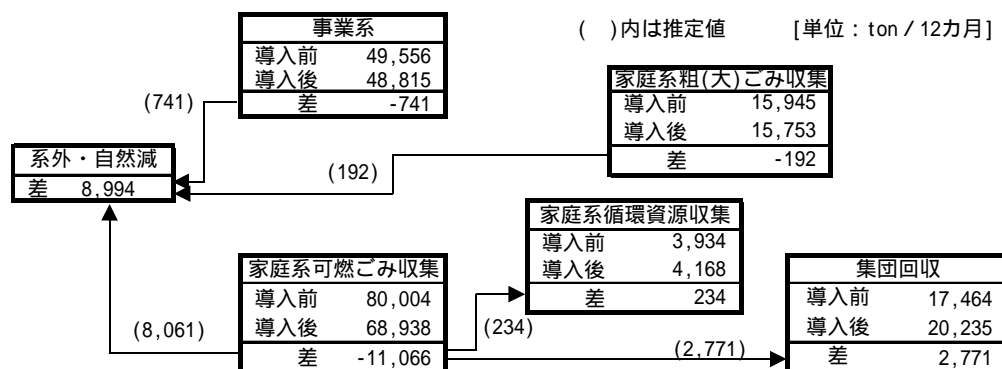 事業系
導入前 49,556
導入後 48,815
差 -741
( )内は推定値 [単位:ton/12カ月]
(741)
家庭系粗(大)ごみ収集
導入前 15,945
導入後 15,753
差 -192
(192)
系外・自然減
差 8,994
家庭系循環資源収集
導入前 3,934
導入後 4,168
差 234
家庭系可燃ごみ収集
導入前 80,004
導入後 68,938
差 -11,066
(8,061)
(234)
(2,771)
集団回収
導入前 17,464
導入後 20,235
差 2,771